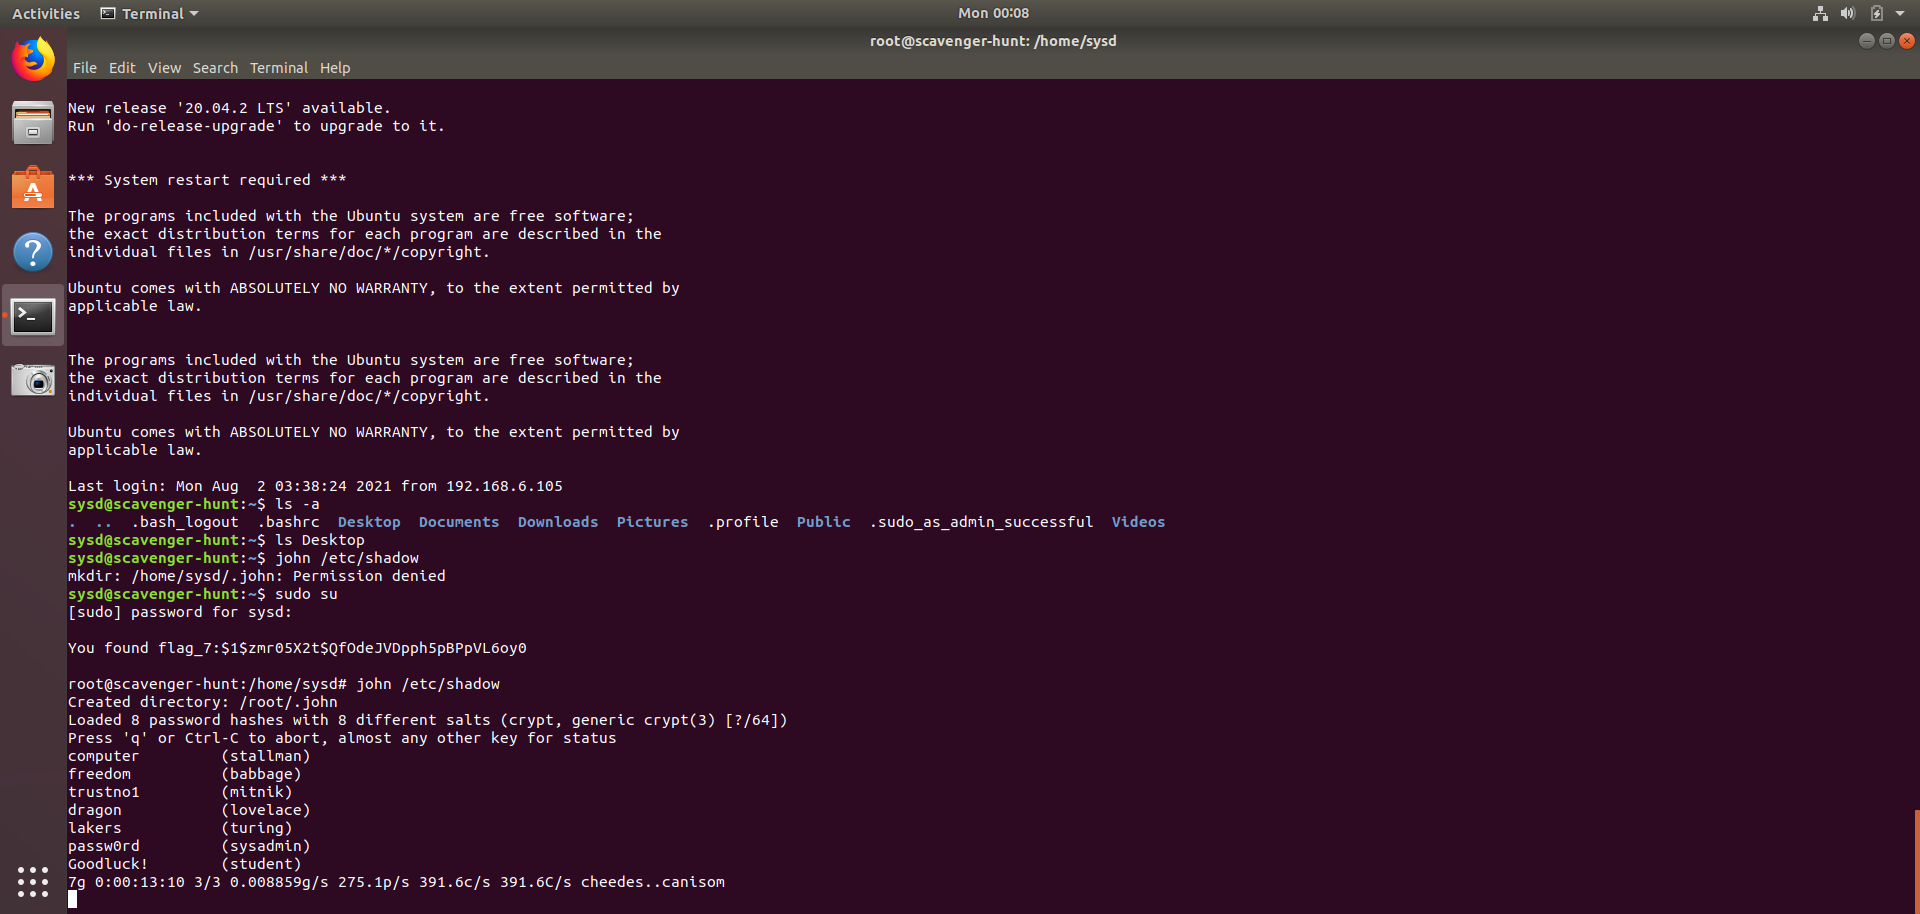 Activities Terminal Mon 00:08
root@scavenger-hunt: /home/sysd
File Edit View Search Terminal Help
New release '20.04.2 LTS' available.
Run 'do-release-upgrade' to upgrade to it.
*** System restart required ***
The programs included with the Ubuntu system are free software;
the exact distribution terms for each program are described in the
individual files in /usr/share/doc/*/copyright.
Ubuntu comes with ABSOLUTELY NO WARRANTY, to the extent permitted by
applicable law.
The programs included with the Ubuntu system are free software;
the exact distribution terms for each program are described in the
individual files in /usr/share/doc/*/copyright.
Ubuntu comes with ABSOLUTELY NO WARRANTY, to the extent permitted by
applicable law.
Last login: Mon Aug  2 03:38:24 2021 from 192.168.6.105
sysd@scavenger-hunt:~$ ls -a
.  ..  .bash_logout  .bashrc  Desktop  Documents  Downloads  Pictures  .profile  Public  .sudo_as_admin_successful  Videos
sysd@scavenger-hunt:~$ ls Desktop
sysd@scavenger-hunt:~$ john /etc/shadow
mkdir: /home/sysd/.john: Permission denied
sysd@scavenger-hunt:~$ sudo su
[sudo] password for sysd:
You found flag_7:$1$zmr05X2t$QfOdeJVDpph5pBPpVL6oy0
root@scavenger-hunt:/home/sysd# john /etc/shadow
Created directory: /root/.john
Loaded 8 password hashes with 8 different salts (crypt, generic crypt(3) [?/64])
Press 'q' or Ctrl-C to abort, almost any other key for status
computer         (stallman)
freedom          (babbage)
trustno1         (mitnik)
dragon           (lovelace)
lakers           (turing)
passw0rd         (sysadmin)
Goodluck!        (student)
7g 0:00:13:10 3/3 0.008859g/s 275.1p/s 391.6c/s 391.6C/s cheedes..canisom